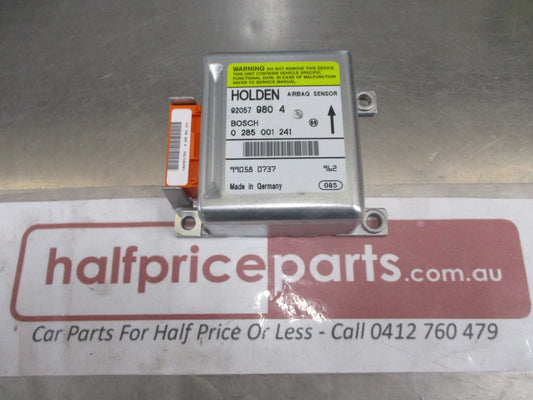 WARNING DO NOT REMOVE THIS DEVICE.
THIS UNIT CONTAINS VEHICLE SPECIFIC
FUNCTIONAL DATA. IN CASE OF MALFUNCTION
REFER TO SERVICE MANUAL.
HOLDEN AIRBAG SENSOR
92057 980 4
BOSCH
0 285 001 241
99058 0737 962
Made in Germany 085
halfpriceparts.com.au
Car Parts For Half Price Or Less - Call 0412 760 479